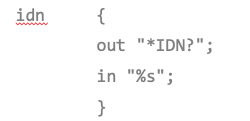 idn {
out "*IDN?";
in "%s";
}